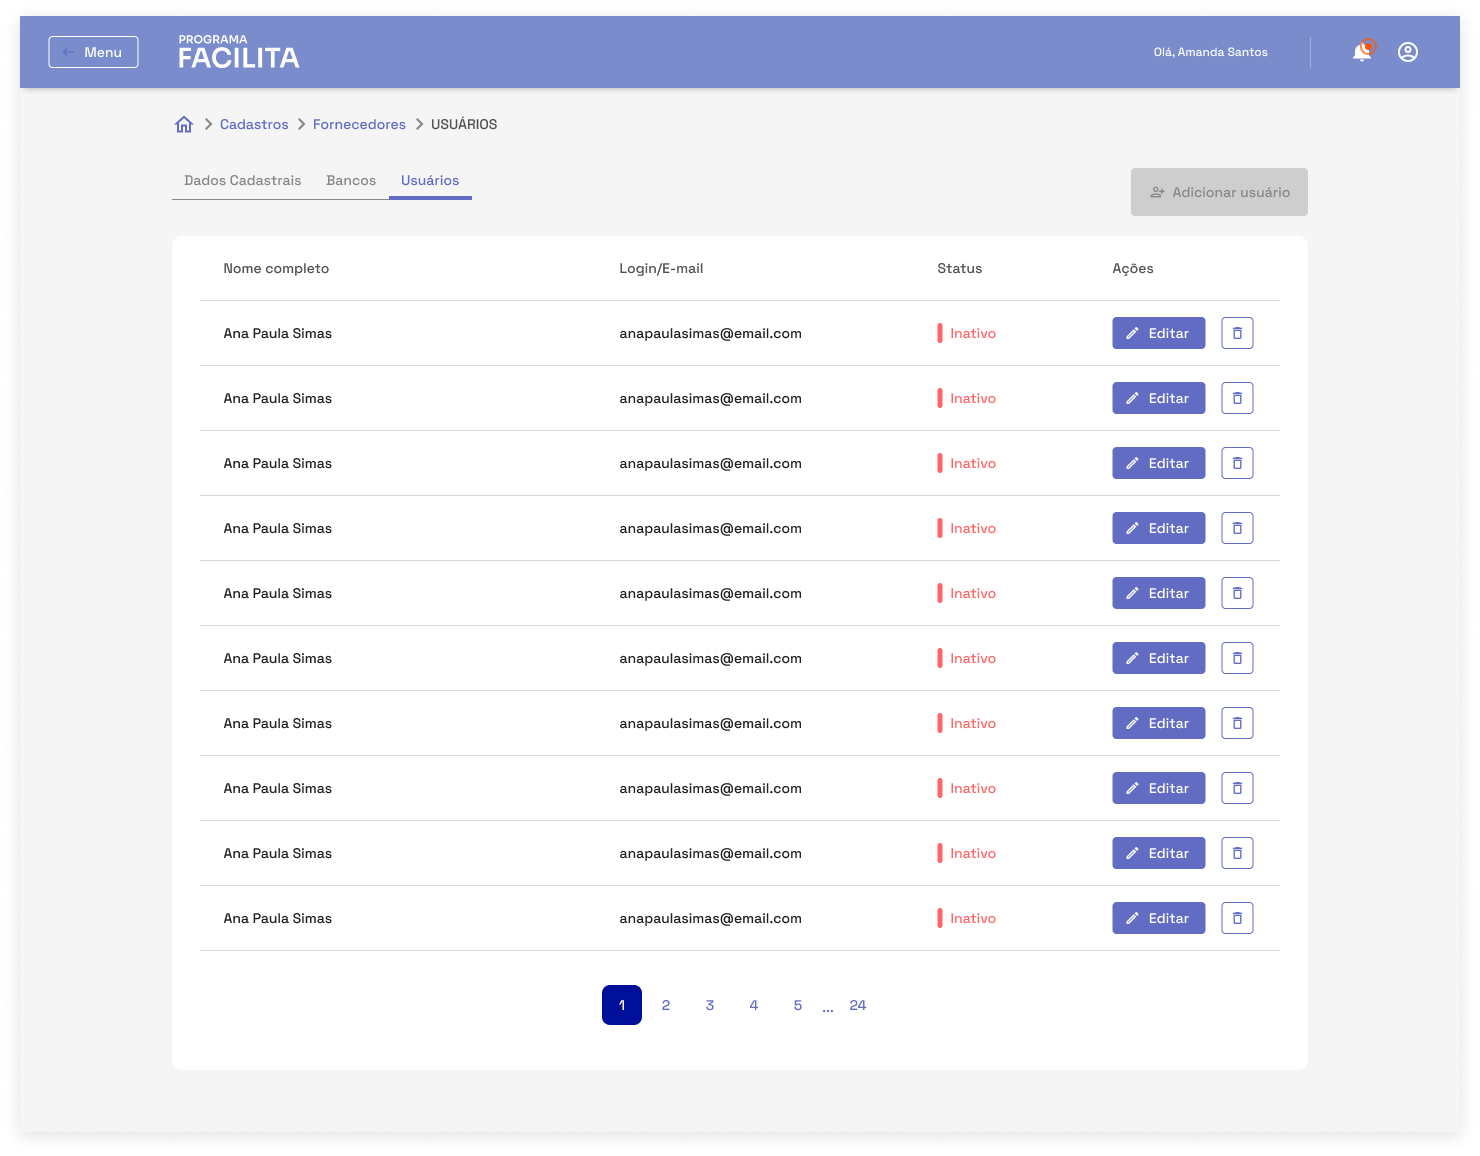 Menu
PROGRAMA
FACILITA
Olá, Amanda Santos
Cadastros
Fornecedores
USUÁRIOS
Dados Cadastrais
Bancos
Usuários
Adicionar usuário
Nome completo Login/E-mail Status Ações
Ana Paula Simas anapaulasimas@email.com Inativo Editar
Ana Paula Simas anapaulasimas@email.com Inativo Editar
Ana Paula Simas anapaulasimas@email.com Inativo Editar
Ana Paula Simas anapaulasimas@email.com Inativo Editar
Ana Paula Simas anapaulasimas@email.com Inativo Editar
Ana Paula Simas anapaulasimas@email.com Inativo Editar
Ana Paula Simas anapaulasimas@email.com Inativo Editar
Ana Paula Simas anapaulasimas@email.com Inativo Editar
Ana Paula Simas anapaulasimas@email.com Inativo Editar
Ana Paula Simas anapaulasimas@email.com Inativo Editar
1 2 3 4 5 ... 24